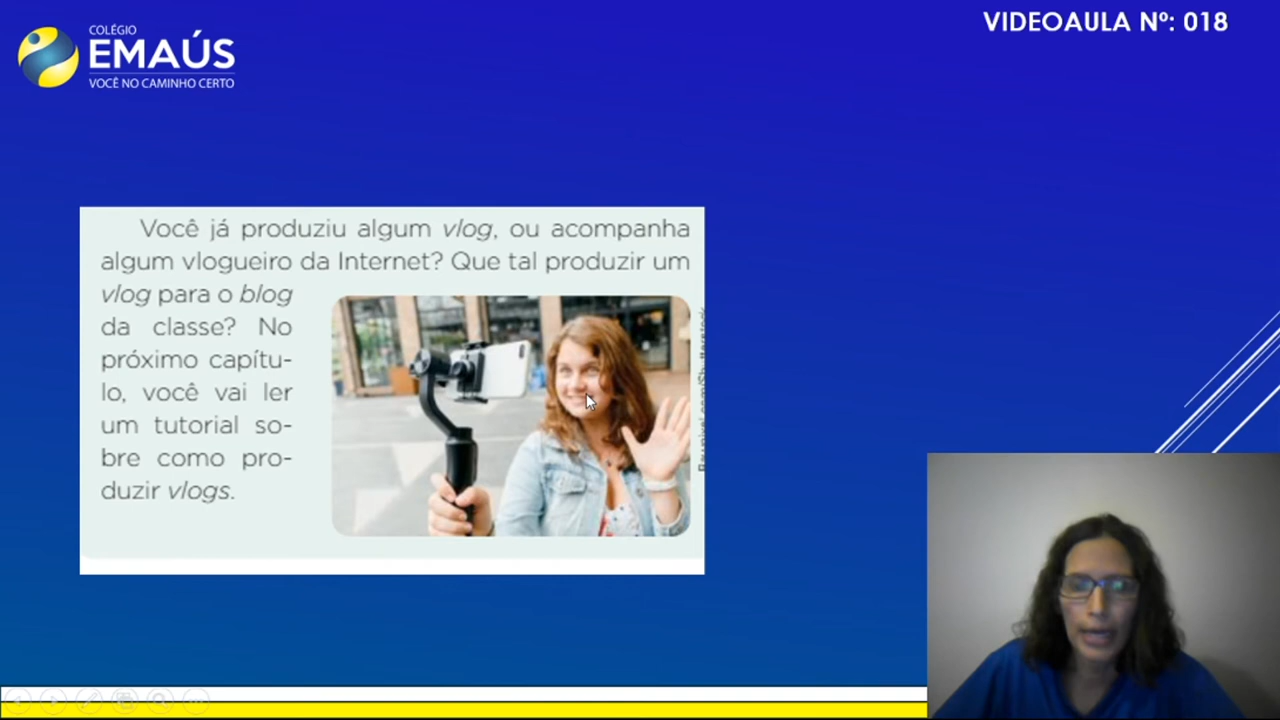 VIDEOAULA Nº: 018
COLÉGIO
EMAÚS
VOCÊ NO CAMINHO CERTO
Você já produziu algum vlog, ou acompanha
algum vlogueiro da Internet? Que tal produzir um
vlog para o blog
da classe? No
próximo capítu-
lo, você vai ler
um tutorial so-
bre como pro-
duzir vlogs.